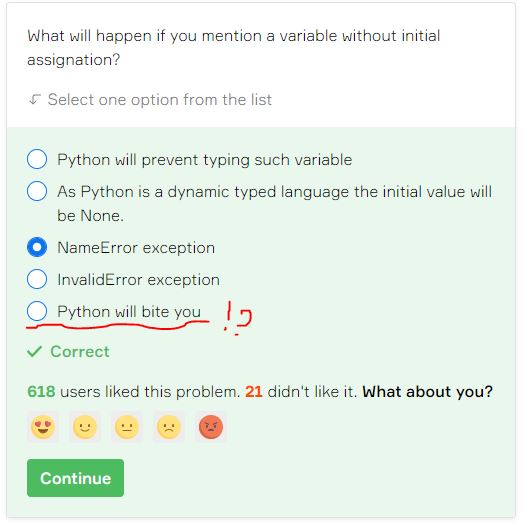 What will happen if you mention a variable without initial
assignation?
Select one option from the list
Python will prevent typing such variable
As Python is a dynamic typed language the initial value will
be None.
NameError exception
InvalidError exception
Python will bite you !?
Correct
618 users liked this problem. 21 didn't like it. What about you?
Continue